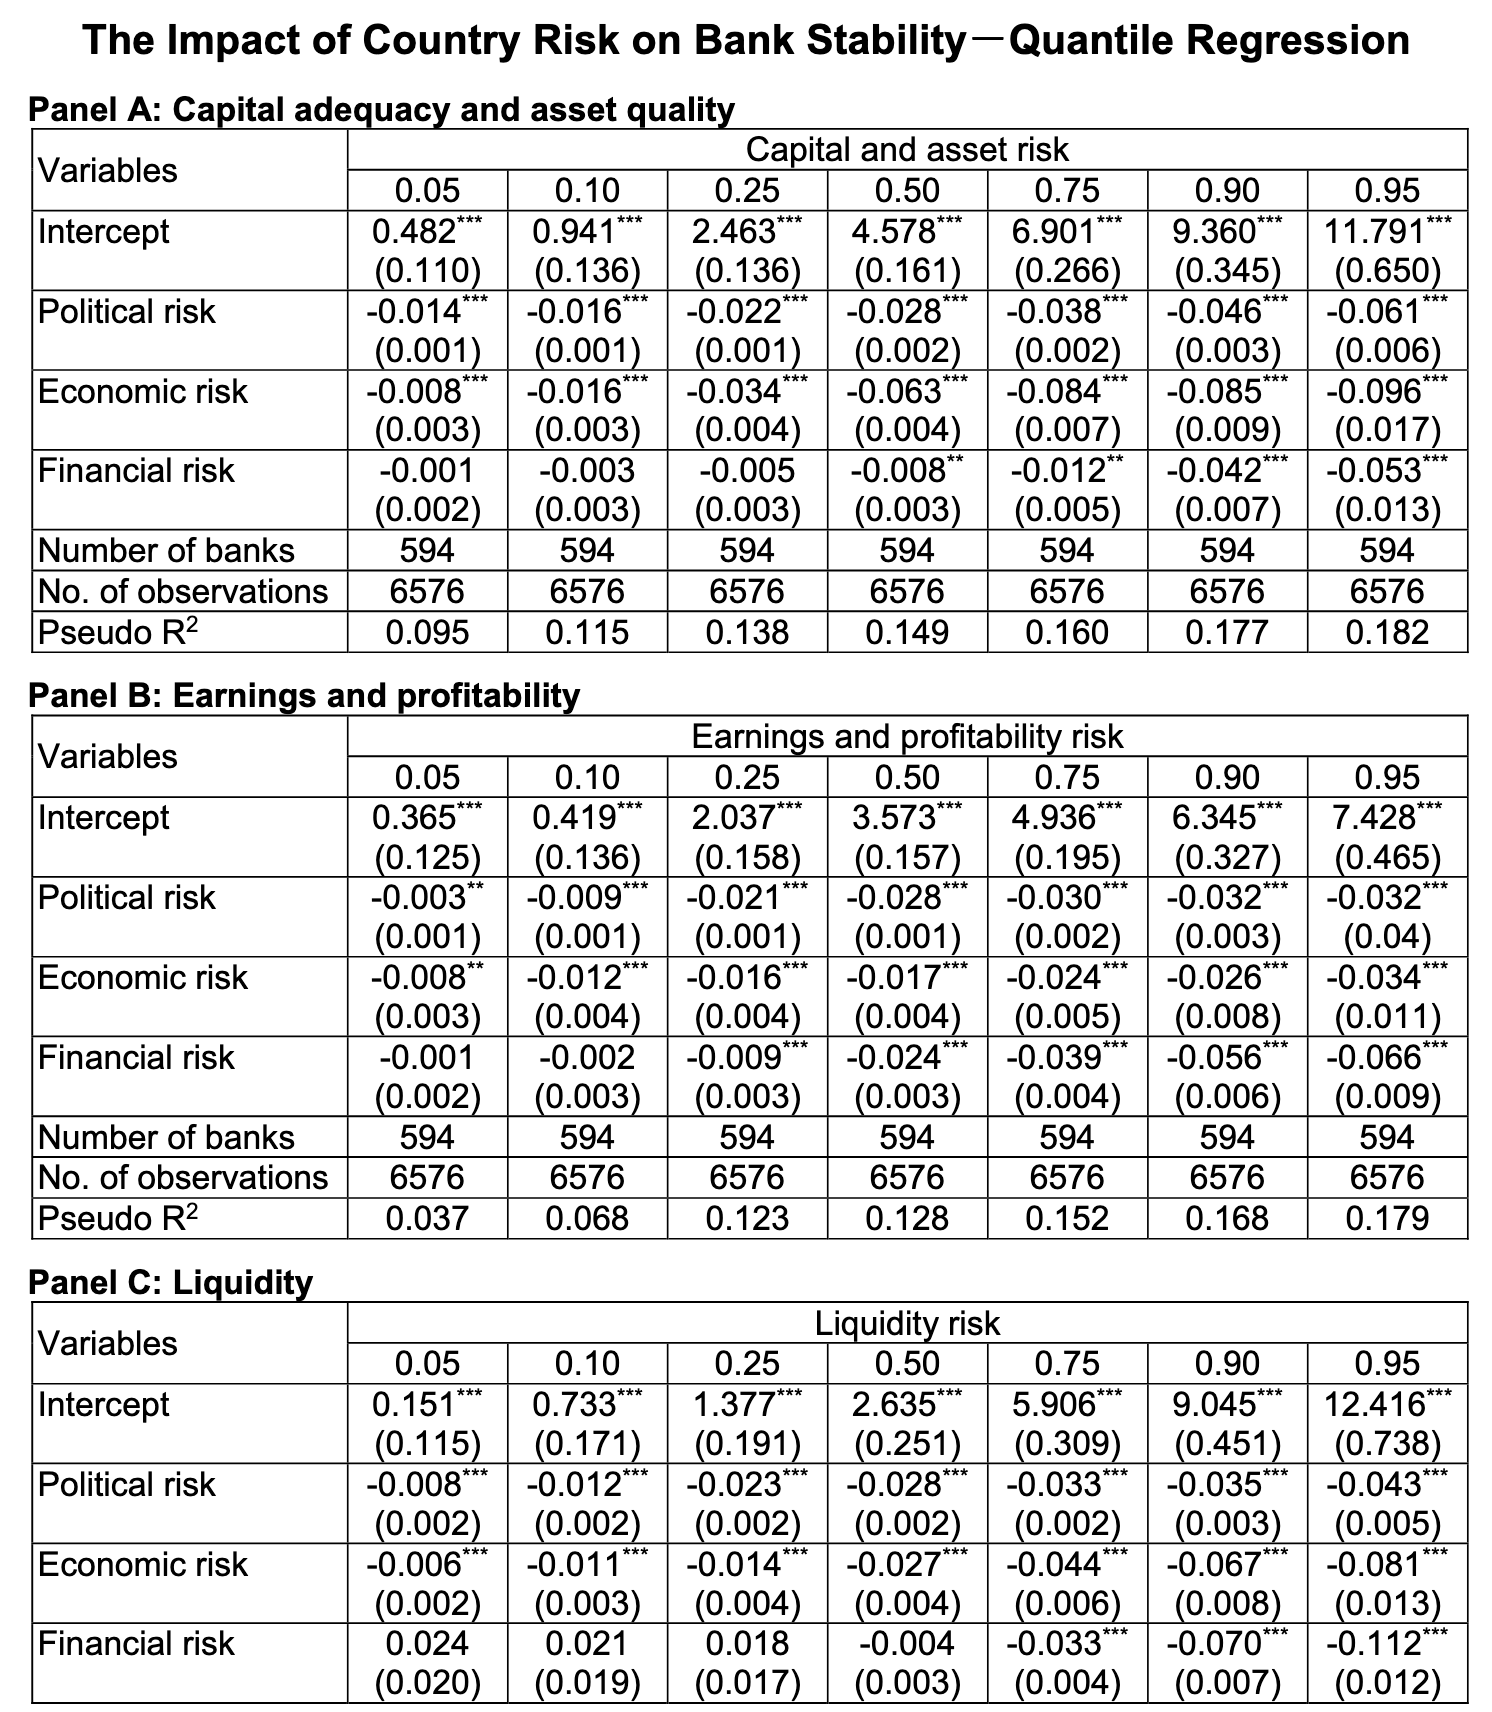 The Impact of Country Risk on Bank Stability—Quantile Regression
Panel A: Capital adequacy and asset quality
Variables Capital and asset risk
0.05 0.10 0.25 0.50 0.75 0.90 0.95
Intercept 0.482*** 0.941*** 2.463*** 4.578*** 6.901*** 9.360*** 11.791***
(0.110) (0.136) (0.136) (0.161) (0.266) (0.345) (0.650)
Political risk -0.014*** -0.016*** -0.022*** -0.028*** -0.038*** -0.046*** -0.061***
(0.001) (0.001) (0.001) (0.002) (0.002) (0.003) (0.006)
Economic risk -0.008*** -0.016*** -0.034*** -0.063*** -0.084*** -0.085*** -0.096***
(0.003) (0.003) (0.004) (0.004) (0.007) (0.009) (0.017)
Financial risk -0.001 -0.003 -0.005 -0.008** -0.012** -0.042*** -0.053***
(0.002) (0.003) (0.003) (0.003) (0.005) (0.007) (0.013)
Number of banks 594 594 594 594 594 594 594
No. of observations 6576 6576 6576 6576 6576 6576 6576
Pseudo R² 0.095 0.115 0.138 0.149 0.160 0.177 0.182
Panel B: Earnings and profitability
Variables Earnings and profitability risk
0.05 0.10 0.25 0.50 0.75 0.90 0.95
Intercept 0.365*** 0.419*** 2.037*** 3.573*** 4.936*** 6.345*** 7.428***
(0.125) (0.136) (0.158) (0.157) (0.195) (0.327) (0.465)
Political risk -0.003** -0.009*** -0.021*** -0.028*** -0.030*** -0.032*** -0.032***
(0.001) (0.001) (0.001) (0.001) (0.002) (0.003) (0.04)
Economic risk -0.008** -0.012*** -0.016*** -0.017*** -0.024*** -0.026*** -0.034***
(0.003) (0.004) (0.004) (0.004) (0.005) (0.008) (0.011)
Financial risk -0.001 -0.002 -0.009*** -0.024*** -0.039*** -0.056*** -0.066***
(0.002) (0.003) (0.003) (0.003) (0.004) (0.006) (0.009)
Number of banks 594 594 594 594 594 594 594
No. of observations 6576 6576 6576 6576 6576 6576 6576
Pseudo R² 0.037 0.068 0.123 0.128 0.152 0.168 0.179
Panel C: Liquidity
Variables Liquidity risk
0.05 0.10 0.25 0.50 0.75 0.90 0.95
Intercept 0.151*** 0.733*** 1.377*** 2.635*** 5.906*** 9.045*** 12.416***
(0.115) (0.171) (0.191) (0.251) (0.309) (0.451) (0.738)
Political risk -0.008*** -0.012*** -0.023*** -0.028*** -0.033*** -0.035*** -0.043***
(0.002) (0.002) (0.002) (0.002) (0.002) (0.003) (0.005)
Economic risk -0.006*** -0.011*** -0.014*** -0.027*** -0.044*** -0.067*** -0.081***
(0.002) (0.003) (0.004) (0.004) (0.006) (0.008) (0.013)
Financial risk 0.024 0.021 0.018 -0.004 -0.033*** -0.070*** -0.112***
(0.020) (0.019) (0.017) (0.003) (0.004) (0.007) (0.012)